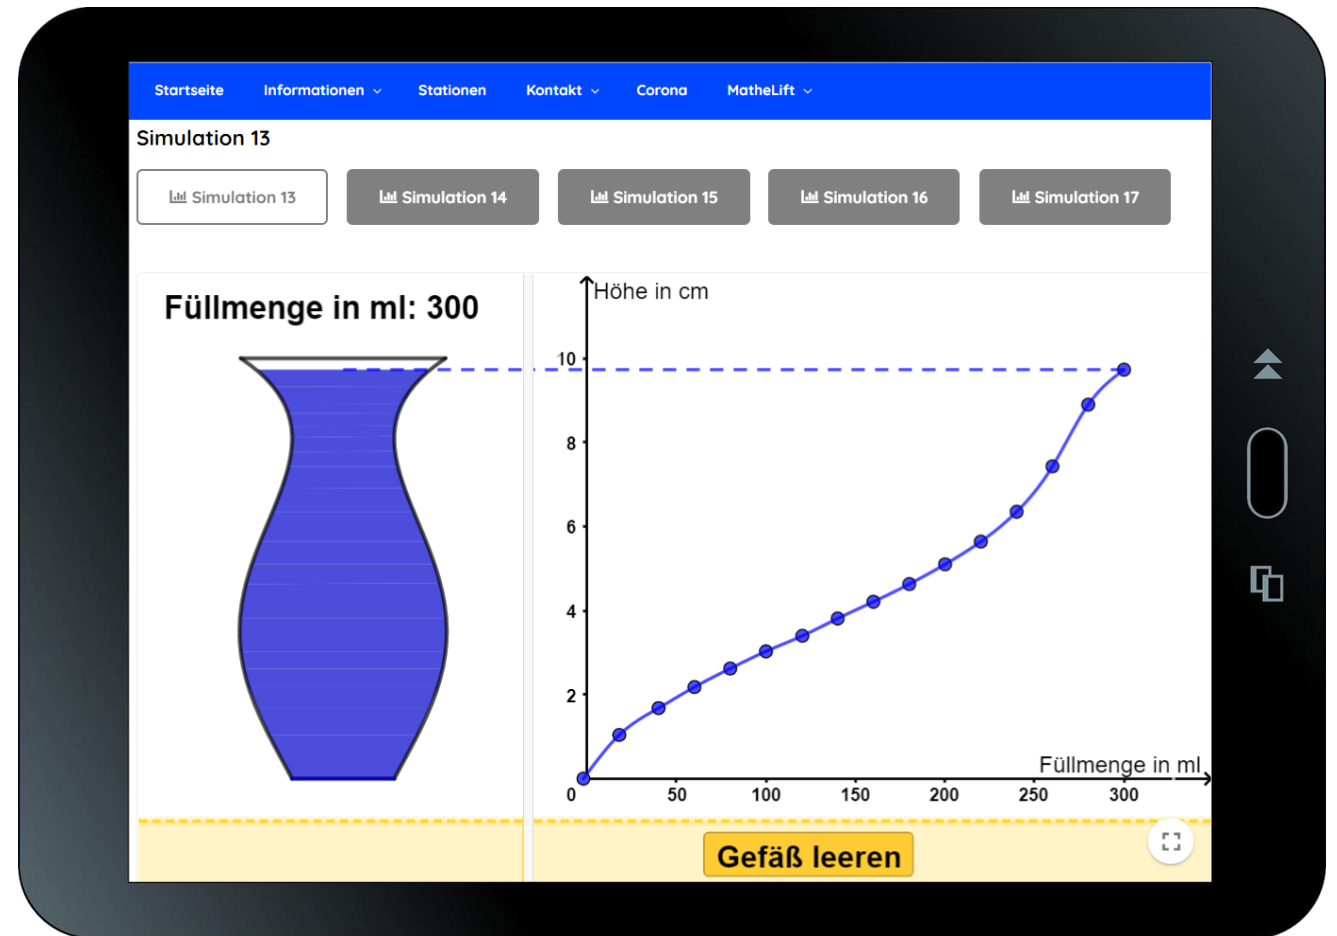 Startseite Informationen Stationen Kontakt Corona MatheLift
Simulation 13
Simulation 13 Simulation 14 Simulation 15 Simulation 16 Simulation 17
Füllmenge in ml: 300
Höhe in cm
10
8
6
4
2
Füllmenge in ml
0 50 100 150 200 250 300
Gefäß leeren